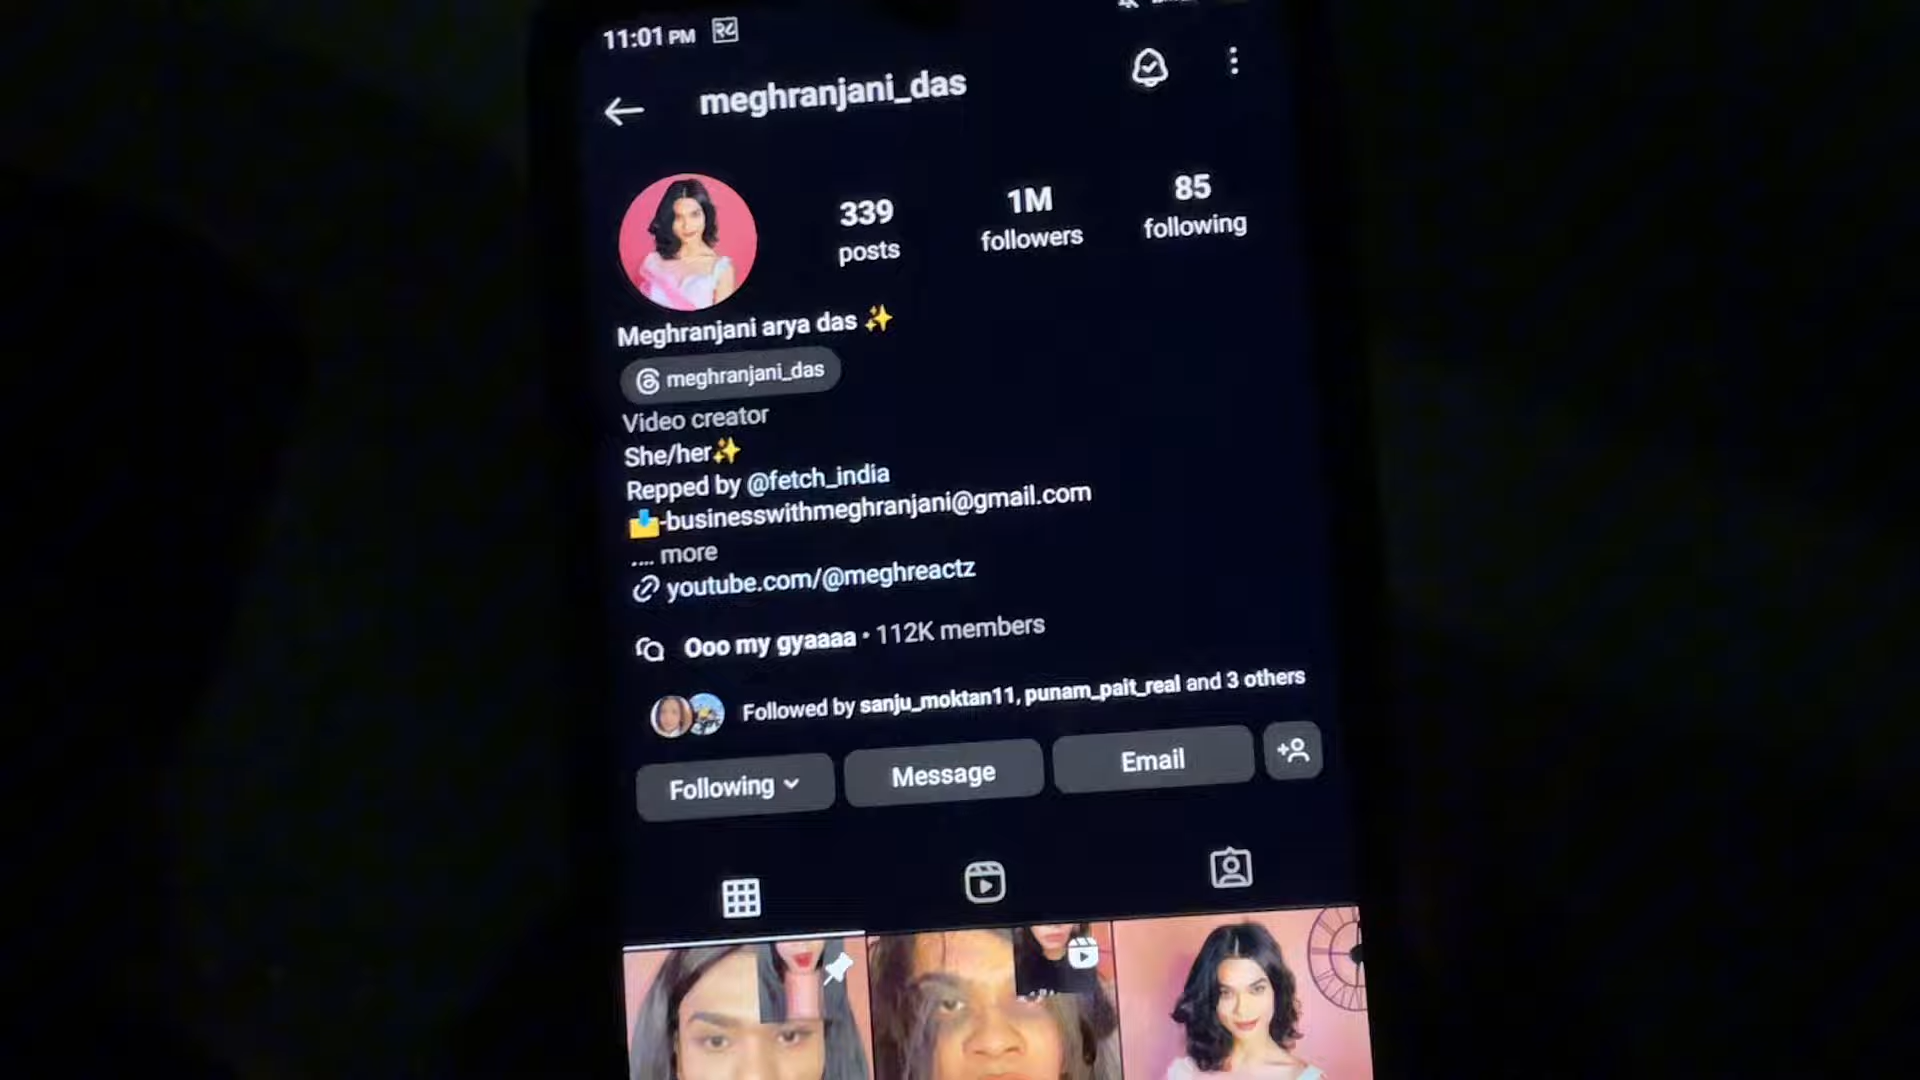 11:01 PM
meghranjani_das
339
posts
1M
followers
85
following
Meghranjani arya das ✨
meghranjani_das
Video creator
She/her✨
Repped by @fetch_india
📩-businesswithmeghranjani@gmail.com
.... more
youtube.com/@meghreactz
Ooo my gyaaaa • 112K members
Followed by sanju_moktan11, punam_pait_real and 3 others
Following
Message
Email